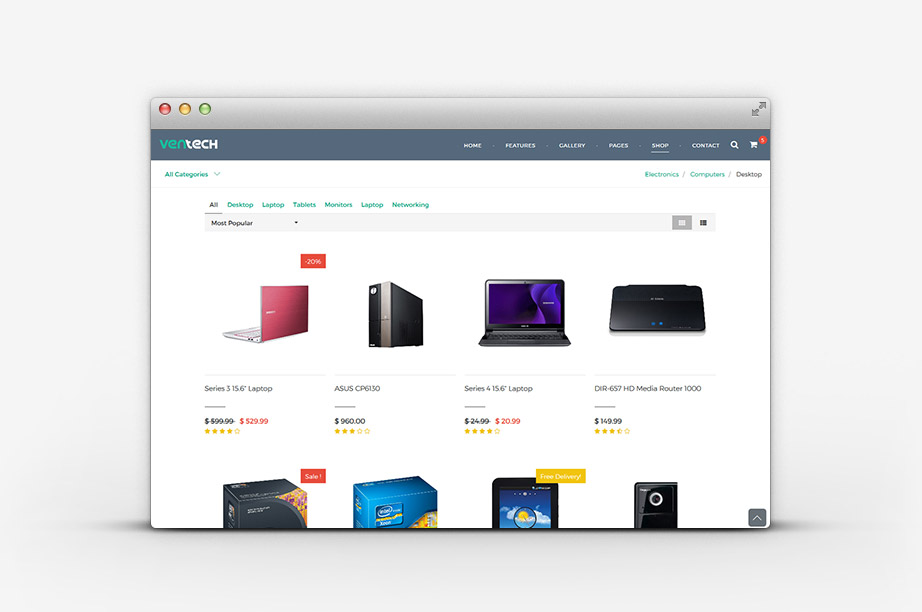 ventech HOME FEATURES GALLERY PAGES SHOP CONTACT
All Categories Electronics / Computers / Desktop
All Desktop Laptop Tablets Monitors Laptop Networking
Most Popular
-20%
Series 3 15.6" Laptop ASUS CP6130 Series 4 15.6" Laptop DIR-657 HD Media Router 1000
$ 599.99 $ 529.99 $ 960.00 $ 24.99 $ 20.99 $ 149.99
Sale ! Free Delivery!
intel
Xeon